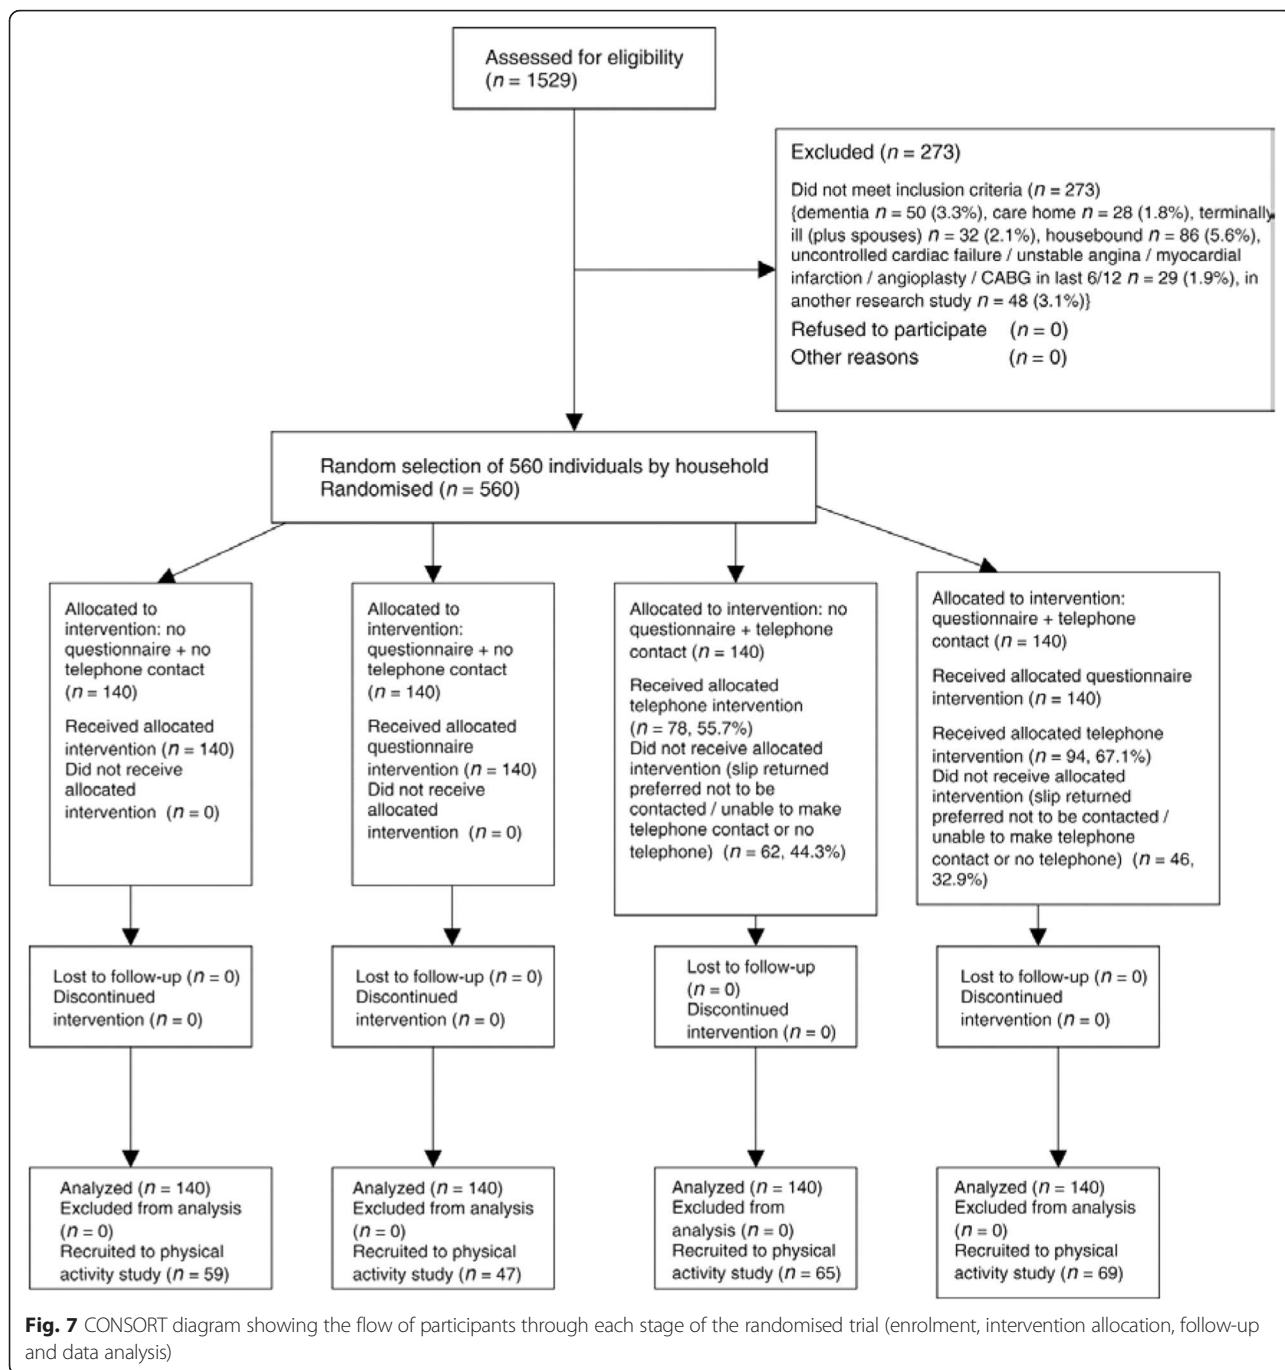 Assessed for eligibility
(n = 1529)
Excluded (n = 273)
Did not meet inclusion criteria (n = 273)
{dementia n = 50 (3.3%), care home n = 28 (1.8%), terminally
ill (plus spouses) n = 32 (2.1%), housebound n = 86 (5.6%),
uncontrolled cardiac failure / unstable angina / myocardial
infarction / angioplasty / CABG in last 6/12 n = 29 (1.9%), in
another research study n = 48 (3.1%)}
Refused to participate (n = 0)
Other reasons (n = 0)
Random selection of 560 individuals by household
Randomised (n = 560)
Allocated to
intervention: no
questionnaire + no
telephone contact
(n = 140)
Received allocated
intervention (n = 140)
Did not receive
allocated
intervention (n = 0)
Allocated to
intervention:
questionnaire + no
telephone contact
(n = 140)
Received allocated
questionnaire
intervention (n = 140)
Did not receive
allocated
intervention (n = 0)
Allocated to intervention: no
questionnaire + telephone
contact (n = 140)
Received allocated
telephone intervention
(n = 78, 55.7%)
Did not receive allocated
intervention (slip returned
preferred not to be
contacted / unable to make
telephone contact or no
telephone) (n = 62, 44.3%)
Allocated to intervention:
questionnaire + telephone
contact (n = 140)
Received allocated questionnaire
intervention (n = 140)
Received allocated telephone
intervention (n = 94, 67.1%)
Did not receive allocated
intervention (slip returned
preferred not to be contacted /
unable to make telephone
contact or no telephone) (n = 46,
32.9%)
Lost to follow-up (n = 0)
Discontinued
intervention (n = 0)
Lost to follow-up (n = 0)
Discontinued
intervention (n = 0)
Lost to follow-up
(n = 0)
Discontinued
intervention (n = 0)
Lost to follow-up (n = 0)
Discontinued
intervention (n = 0)
Analyzed (n = 140)
Excluded from analysis
(n = 0)
Recruited to physical
activity study (n = 59)
Analyzed (n = 140)
Excluded from analysis
(n = 0)
Recruited to physical
activity study (n = 47)
Analyzed (n = 140)
Excluded from
analysis (n = 0)
Recruited to physical
activity study (n = 65)
Analyzed (n = 140)
Excluded from analysis
(n = 0)
Recruited to physical
activity study (n = 69)
Fig. 7 CONSORT diagram showing the flow of participants through each stage of the randomised trial (enrolment, intervention allocation, follow-up
and data analysis)